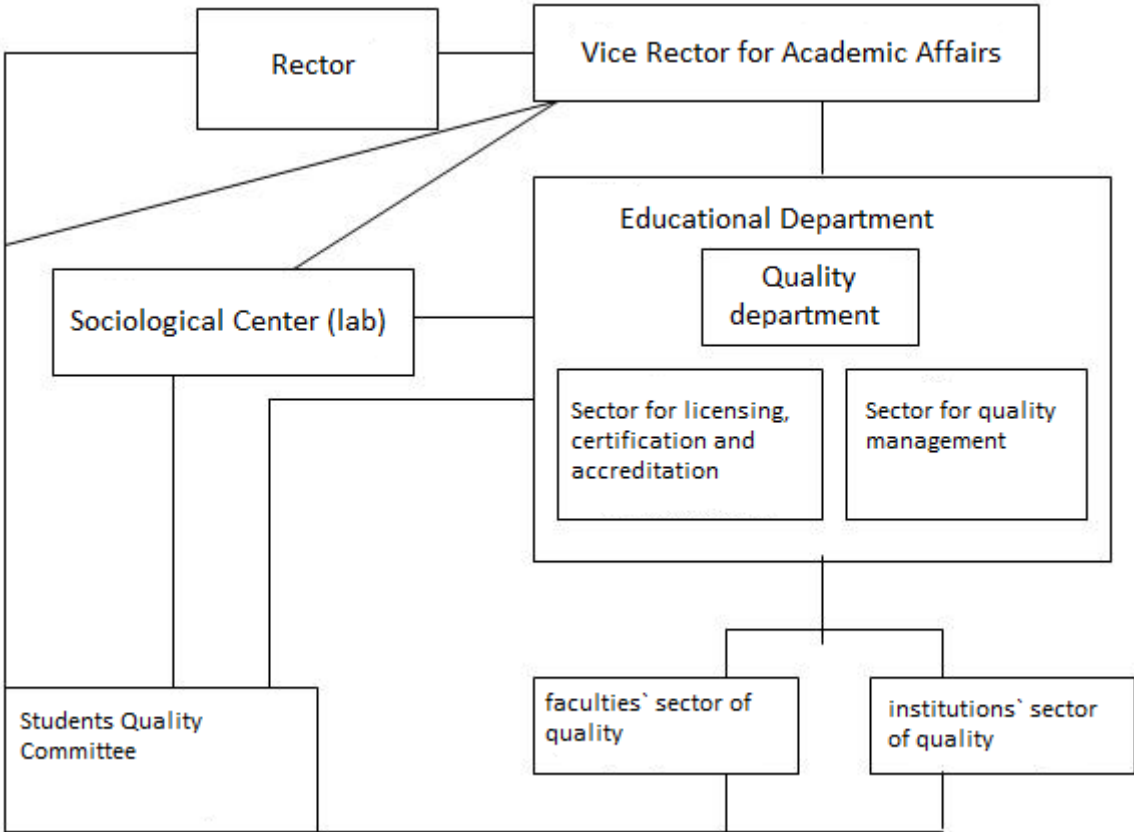 Rector
Vice Rector for Academic Affairs
Educational Department
Quality
department
Sociological Center (lab)
Sector for licensing,
certification and
accreditation
Sector for quality
management
Students Quality
Committee
faculties` sector of
quality
institutions` sector
of quality